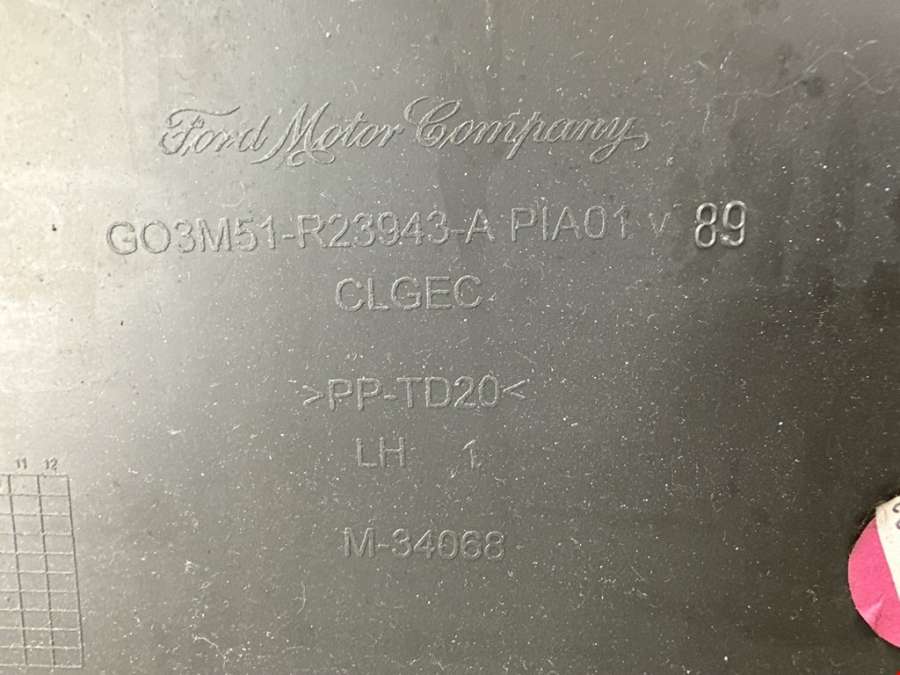 Ford Motor Company
GO3M51-R23943-A PIA01 v 89
CLGEC
>PP-TD20<
LH 1
M-34068
11 12